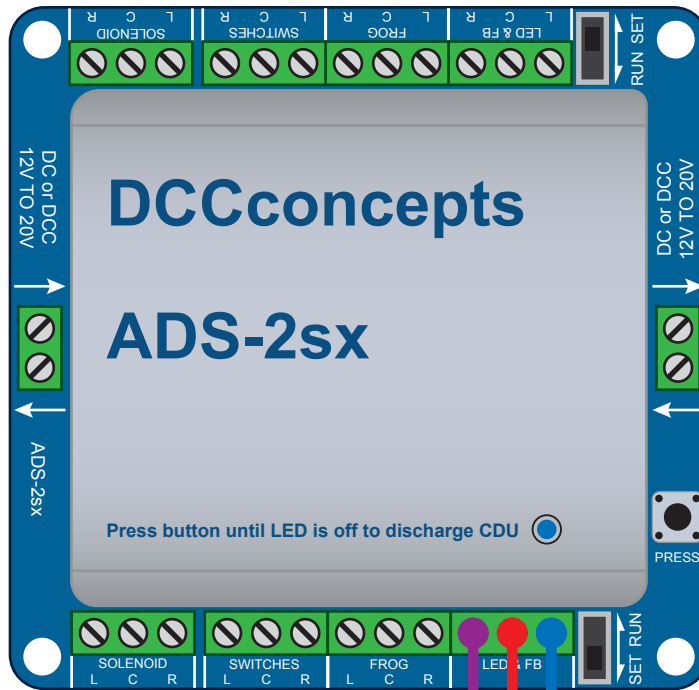 R C L R C L R C L R C L
SOLENOID SWITCHES FROG LED & FB
RUN SET
DC or DCC
12V TO 20V
DC or DCC
12V TO 20V
DCCconcepts
ADS-2sx
ADS-2sx
Press button until LED is off to discharge CDU
PRESS
SOLENOID SWITCHES FROG LED & FB
L C R L C R L C R
SET RUN